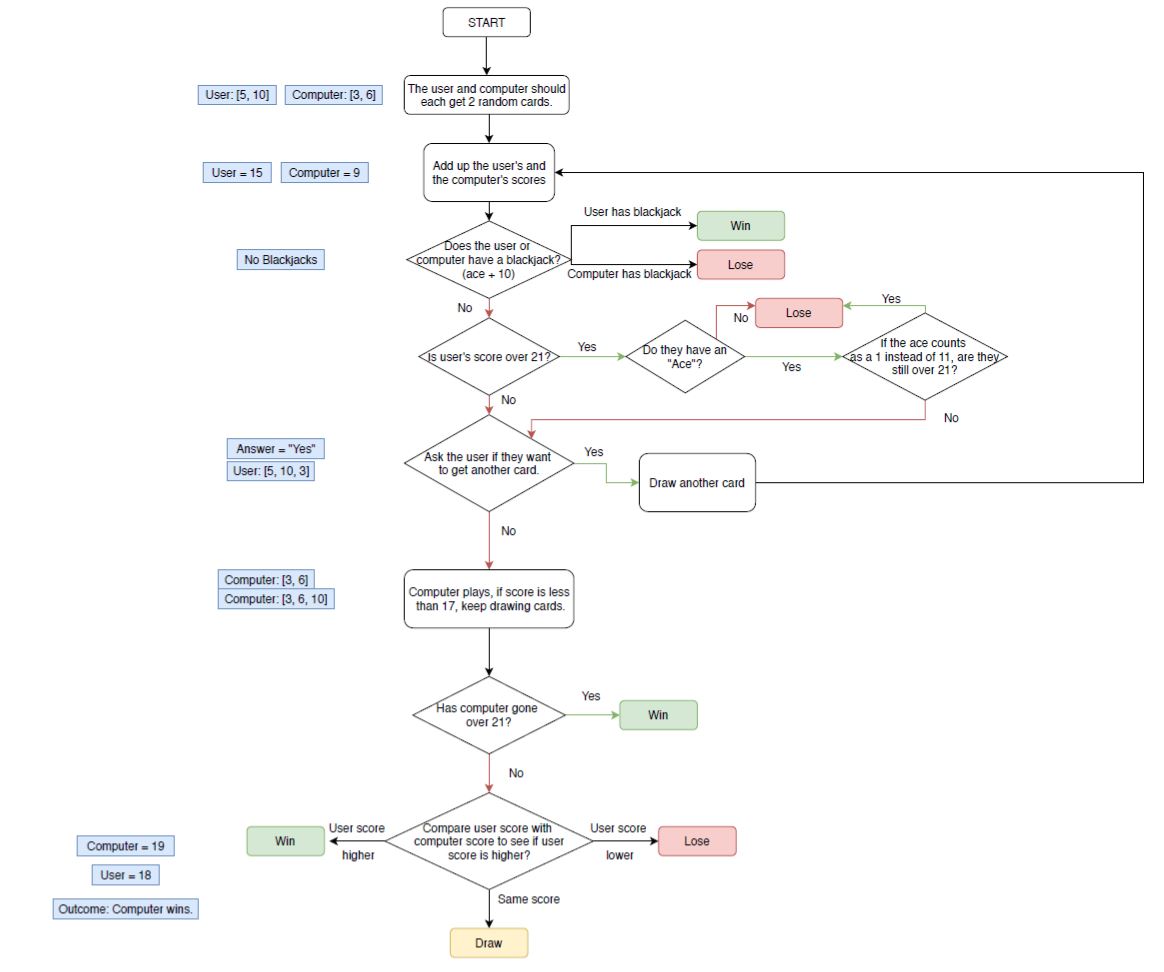 START
The user and computer should
each get 2 random cards.
User: [5, 10]
Computer: [3, 6]
Add up the user's and
the computer's scores
User = 15
Computer = 9
User has blackjack
Win
Does the user or
computer have a blackjack?
(ace + 10)
No Blackjacks
Lose
Computer has blackjack
No
Yes
Lose
No
Is user's score over 21?
Yes
Do they have an
"Ace"?
Yes
If the ace counts
as a 1 instead of 11, are they
still over 21?
No
No
Answer = "Yes"
User: [5, 10, 3]
Ask the user if they want
to get another card.
Yes
Draw another card
No
Computer: [3, 6]
Computer: [3, 6, 10]
Computer plays, if score is less
than 17, keep drawing cards.
Has computer gone
over 21?
Yes
Win
No
Win
User score
higher
Compare user score with
computer score to see if user
score is higher?
User score
lower
Lose
Computer = 19
User = 18
Outcome: Computer wins.
Same score
Draw